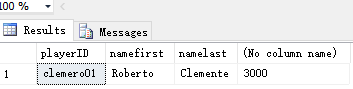 100 %
Results Messages
playerID namefirst namelast (No column name)
1 clemero01 Roberto Clemente 3000